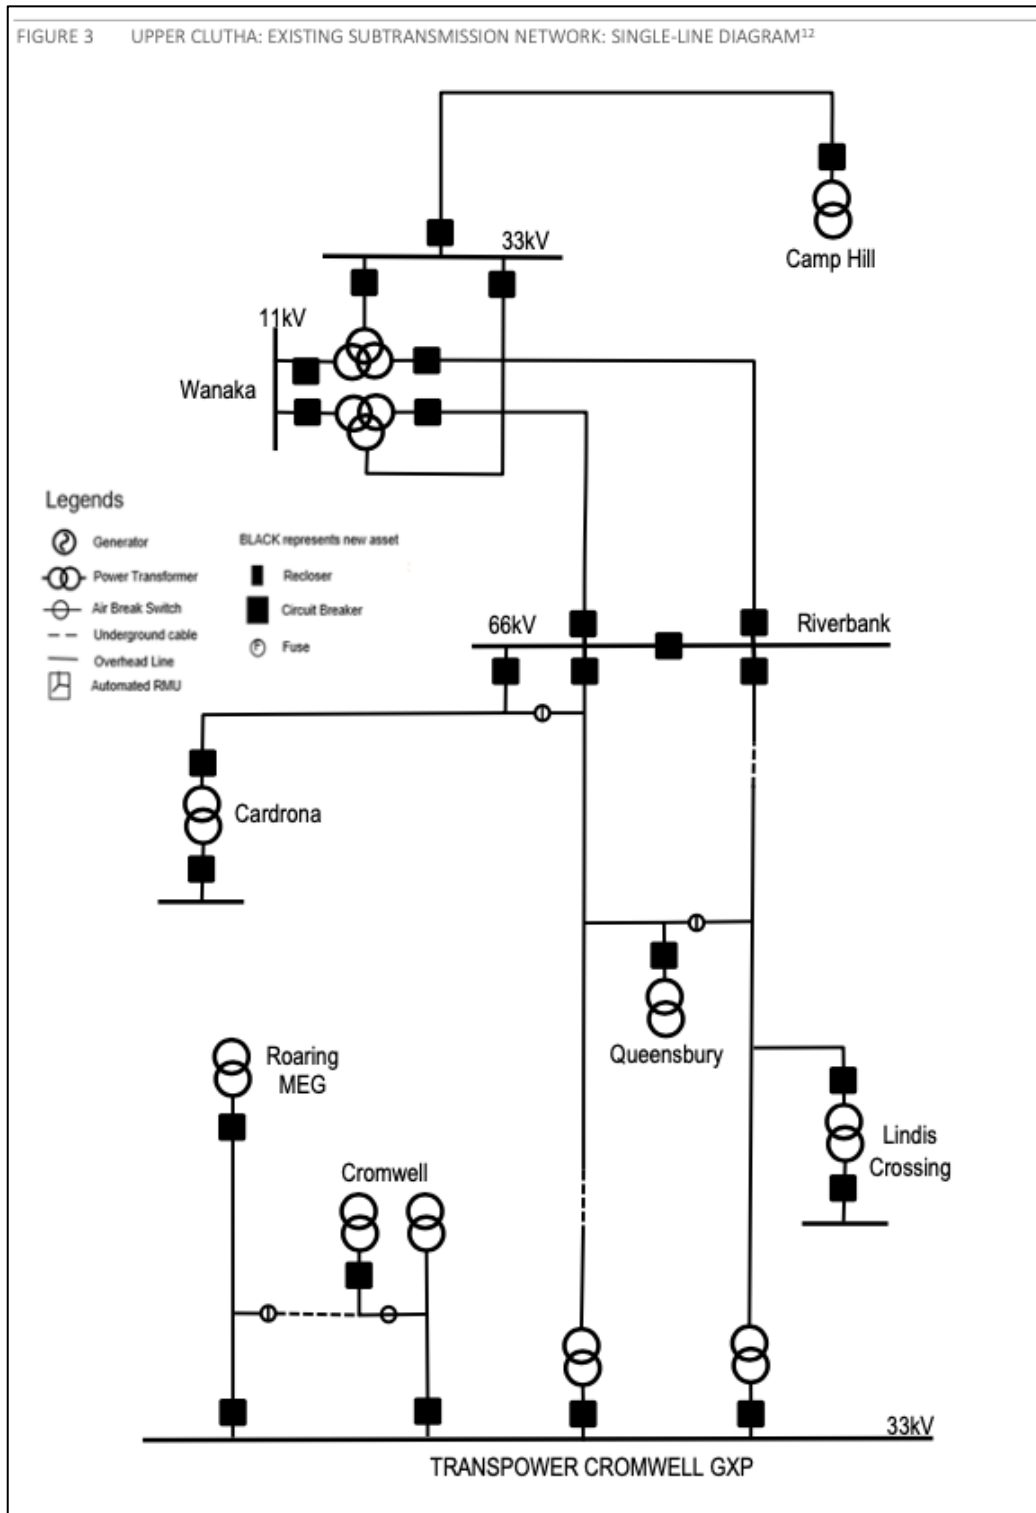 FIGURE 3 UPPER CLUTHA: EXISTING SUBTRANSMISSION NETWORK: SINGLE-LINE DIAGRAM¹²
33kV
Camp Hill
11kV
Wanaka
Legends
Generator
BLACK represents new asset
Power Transformer
Recloser
Air Break Switch
Circuit Breaker
Underground cable
Fuse
F
Overhead Line
Automated RMU
66kV
Riverbank
Cardrona
Queensbury
Roaring
MEG
Lindis
Crossing
Cromwell
33kV
TRANSPOWER CROMWELL GXP